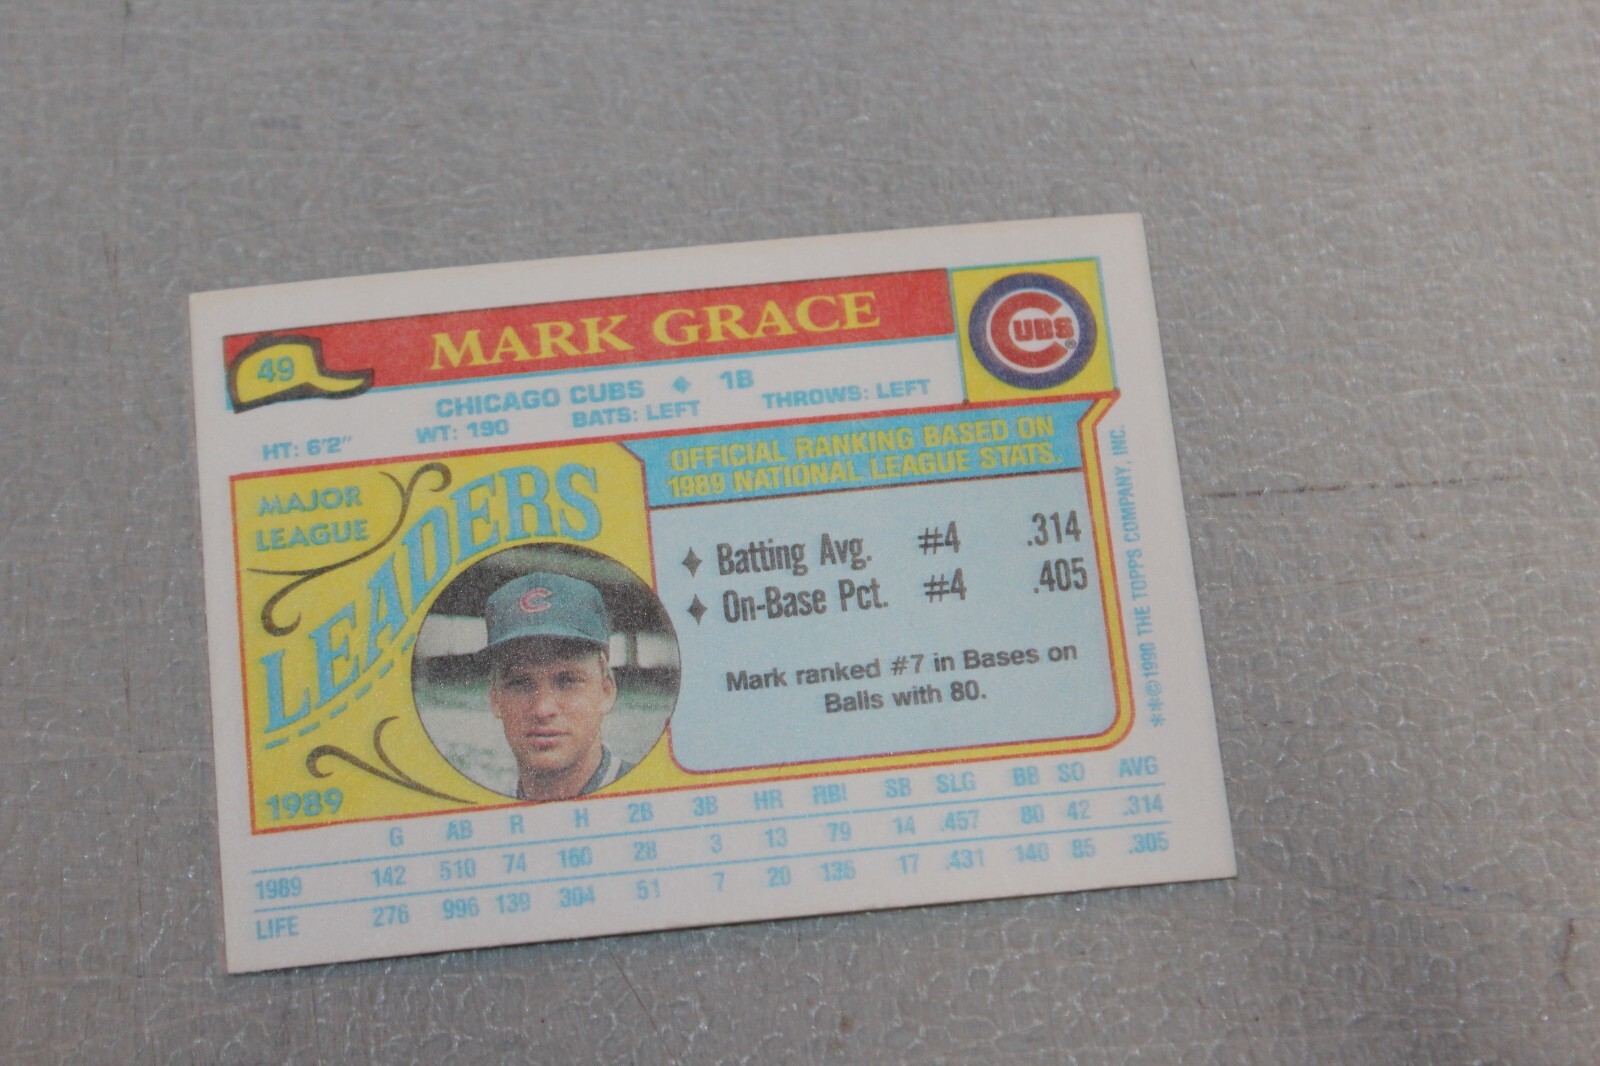 49
MARK GRACE
CUBS ®
CHICAGO CUBS ♦ 1B
HT: 6'2" WT: 190 BATS: LEFT THROWS: LEFT
MAJOR
LEAGUE
LEADERS
1989
C
OFFICIAL RANKING BASED ON
1989 NATIONAL LEAGUE STATS.
♦ Batting Avg. #4 .314
♦ On-Base Pct. #4 .405
Mark ranked #7 in Bases on
Balls with 80.
**©1990 THE TOPPS COMPANY, INC.
G AB R H 2B 3B HR RBI SB SLG BB SO AVG
1989 142 510 74 160 28 3 13 79 14 .457 80 42 .314
LIFE 276 996 139 304 51 7 20 136 17 .431 140 85 .305